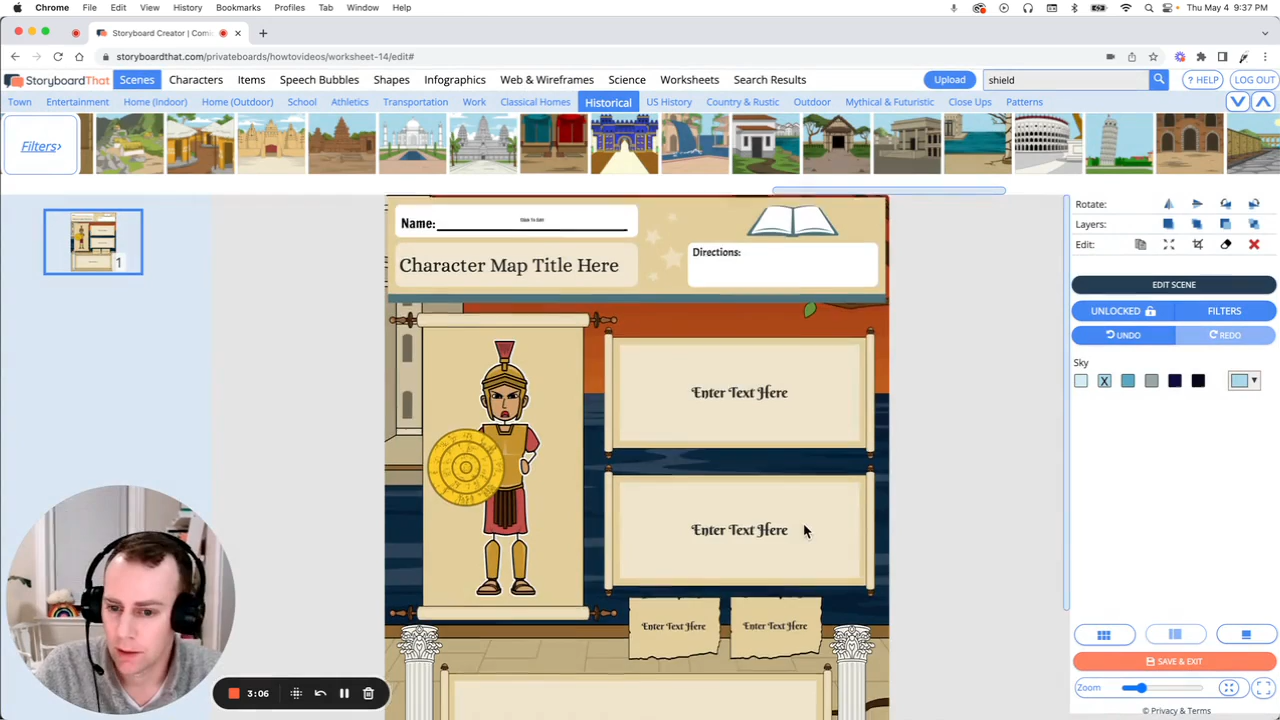 Chrome File Edit View History Bookmarks Profiles Tab Window Help Thu May 4 9:37 PM
Storyboard Creator | Comi
storyboardthat.com/privateboards/howtovideos/worksheet-14/edit#
StoryboardThat Scenes Characters Items Speech Bubbles Shapes Infographics Web & Wireframes Science Worksheets Search Results Upload shield HELP LOG OUT
Town Entertainment Home (Indoor) Home (Outdoor) School Athletics Transportation Work Classical Homes Historical US History Country & Rustic Outdoor Mythical & Futuristic Close Ups Patterns
Filters›
Rotate:
Name:
Layers:
Directions:
Edit:
Character Map Title Here
1
EDIT SCENE
UNLOCKED FILTERS
UNDO REDO
Sky
X
Enter Text Here
Enter Text Here
Enter Text Here Enter Text Here
SAVE & EXIT
3:06
Zoom
© Privacy & Terms